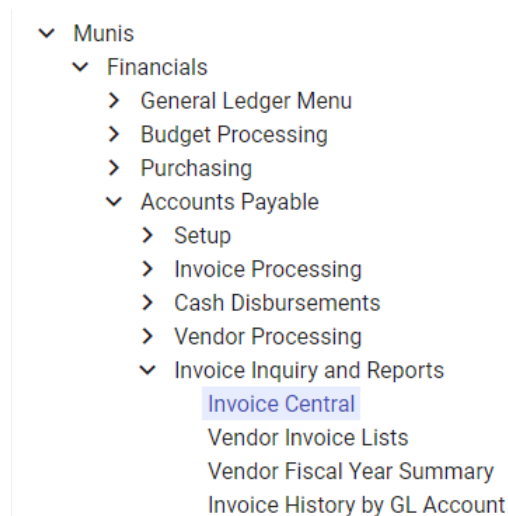 Munis
Financials
General Ledger Menu
Budget Processing
Purchasing
Accounts Payable
Setup
Invoice Processing
Cash Disbursements
Vendor Processing
Invoice Inquiry and Reports
Invoice Central
Vendor Invoice Lists
Vendor Fiscal Year Summary
Invoice History by GL Account